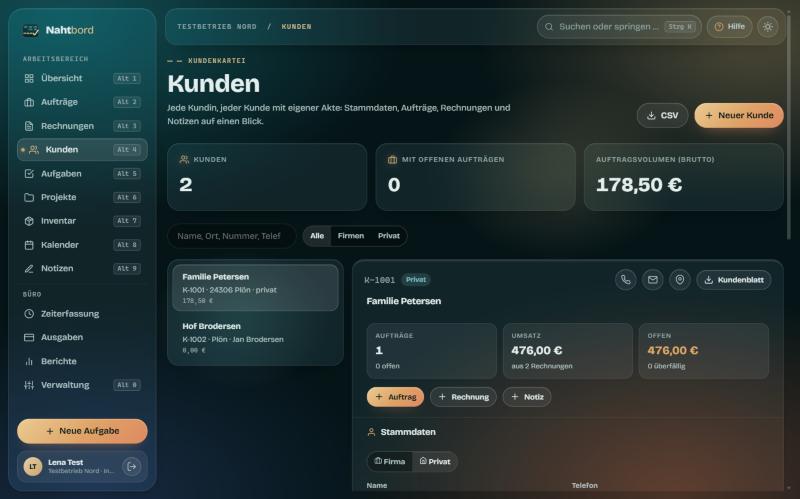 Nahtbord
ARBEITSBEREICH
Übersicht Alt 1
Aufträge Alt 2
Rechnungen Alt 3
Kunden Alt 4
Aufgaben Alt 5
Projekte Alt 6
Inventar Alt 7
Kalender Alt 8
Notizen Alt 9
BÜRO
Zeiterfassung
Ausgaben
Berichte
Verwaltung Alt 0
+ Neue Aufgabe
LT Lena Test
Testbetrieb Nord · In…
TESTBETRIEB NORD / KUNDEN
Suchen oder springen … Strg K
Hilfe
KUNDENKARTEI
Kunden
Jede Kundin, jeder Kunde mit eigener Akte: Stammdaten, Aufträge, Rechnungen und
Notizen auf einen Blick.
CSV
+ Neuer Kunde
KUNDEN
2
MIT OFFENEN AUFTRÄGEN
0
AUFTRAGSVOLUMEN (BRUTTO)
178,50 €
Name, Ort, Nummer, Telef
Alle Firmen Privat
Familie Petersen
K-1001 · 24306 Plön · privat
178,50 €
Hof Brodersen
K-1002 · Plön · Jan Brodersen
0,00 €
K-1001 Privat
Kundenblatt
Familie Petersen
AUFTRÄGE
1
0 offen
UMSATZ
476,00 €
aus 2 Rechnungen
OFFEN
476,00 €
0 überfällig
+ Auftrag
+ Rechnung
+ Notiz
Stammdaten
Firma Privat
Name Telefon